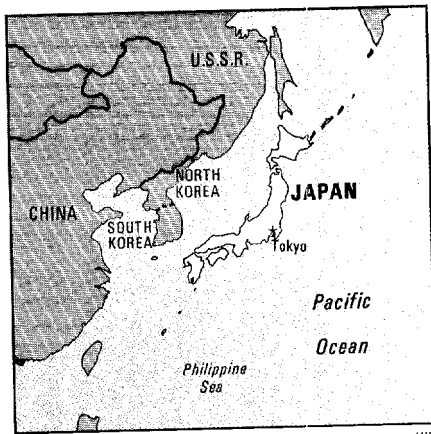 U.S.S.R.
NORTH
KOREA
JAPAN
CHINA
SOUTH
KOREA
Tokyo
Pacific
Ocean
Philippine
Sea